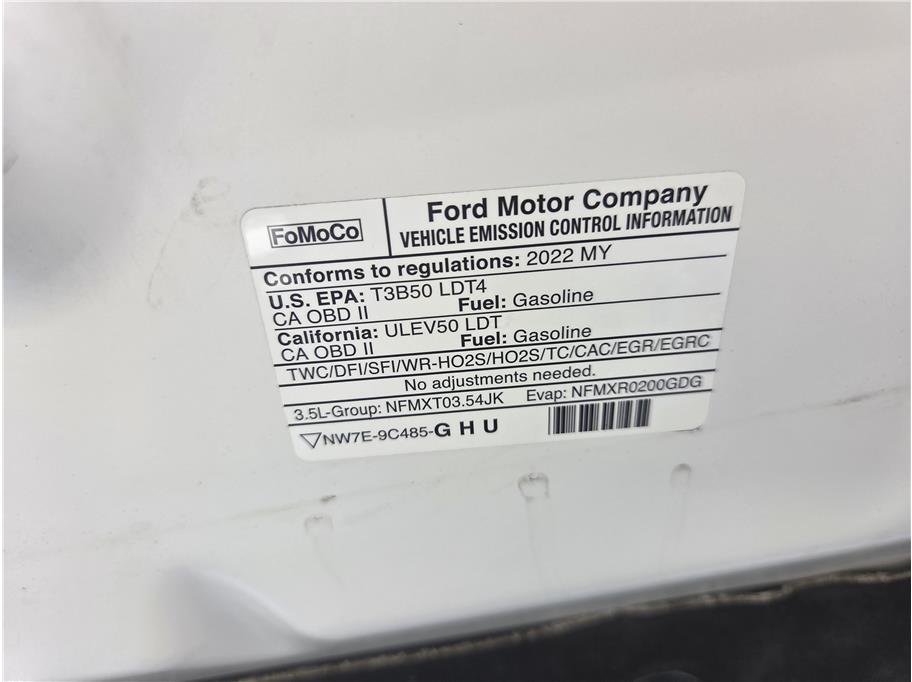 FoMoCo
Ford Motor Company
VEHICLE EMISSION CONTROL INFORMATION
Conforms to regulations: 2022 MY
U.S. EPA: T3B50 LDT4
CA OBD II Fuel: Gasoline
California: ULEV50 LDT
CA OBD II Fuel: Gasoline
TWC/DFI/SFI/WR-HO2S/HO2S/TC/CAC/EGR/EGRC
No adjustments needed.
3.5L-Group: NFMXT03.54JK Evap: NFMXR0200GDG
NW7E-9C485-G H U